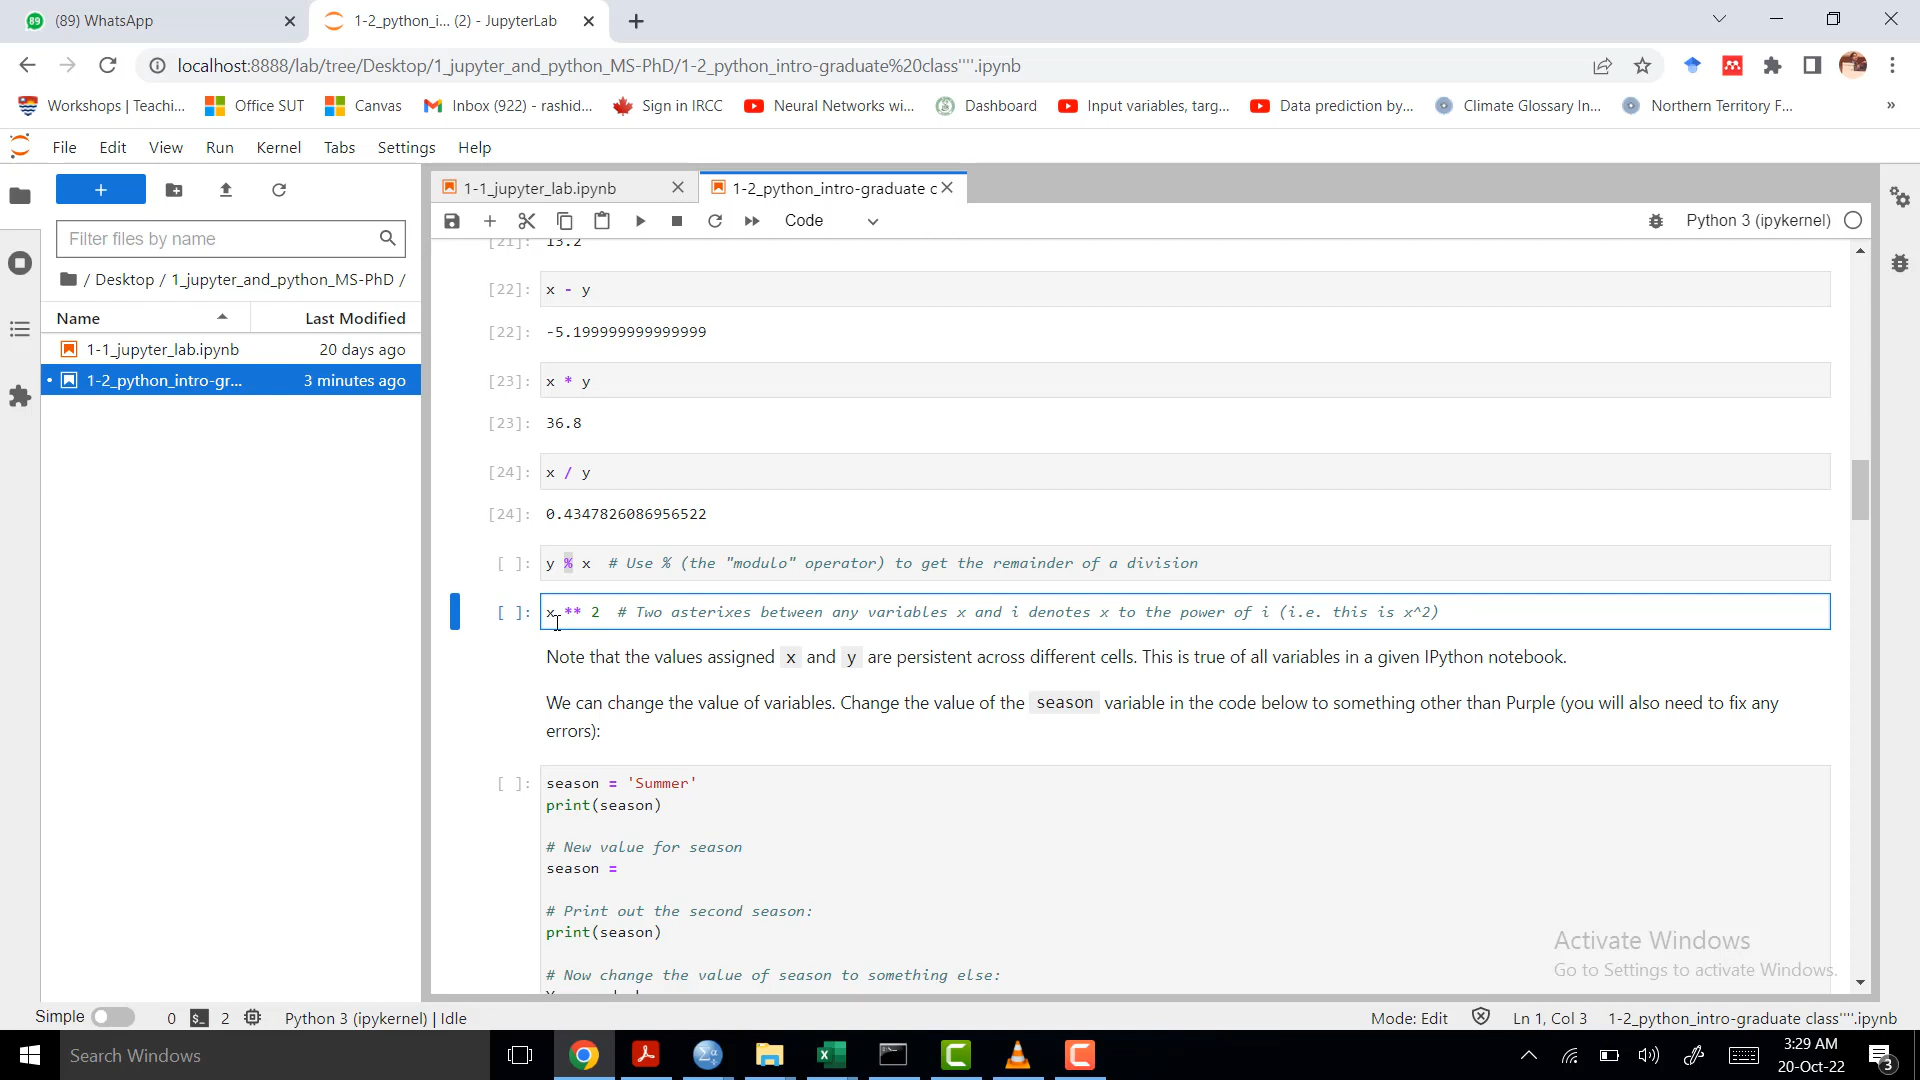 89 (89) WhatsApp
1-2_python_i... (2) - JupyterLab
localhost:8888/lab/tree/Desktop/1_jupyter_and_python_MS-PhD/1-2_python_intro-graduate%20class''''.ipynb
Workshops | Teachi... Office SUT Canvas Inbox (922) - rashid... Sign in IRCC Neural Networks wi... Dashboard Input variables, targ... Data prediction by... Climate Glossary In... Northern Territory F... »
File Edit View Run Kernel Tabs Settings Help
1-1_jupyter_lab.ipynb
1-2_python_intro-graduate c
Code
Python 3 (ipykernel)
Filter files by name
/ Desktop / 1_jupyter_and_python_MS-PhD /
Name Last Modified
1-1_jupyter_lab.ipynb 20 days ago
1-2_python_intro-gr... 3 minutes ago
[21]: 13.2
[22]: x - y
[22]: -5.199999999999999
[23]: x * y
[23]: 36.8
[24]: x / y
[24]: 0.4347826086956522
[ ]: y % x # Use % (the "modulo" operator) to get the remainder of a division
[ ]: x ** 2 # Two asterixes between any variables x and i denotes x to the power of i (i.e. this is x^2)
Note that the values assigned x and y are persistent across different cells. This is true of all variables in a given IPython notebook.
We can change the value of variables. Change the value of the season variable in the code below to something other than Purple (you will also need to fix any
errors):
[ ]: season = 'Summer'
print(season)
# New value for season
season =
# Print out the second season:
print(season)
# Now change the value of season to something else:
Activate Windows
Go to Settings to activate Windows.
Simple 0 2 Python 3 (ipykernel) | Idle
Mode: Edit Ln 1, Col 3 1-2_python_intro-graduate class''''.ipynb
Search Windows
3:29 AM
20-Oct-22
3